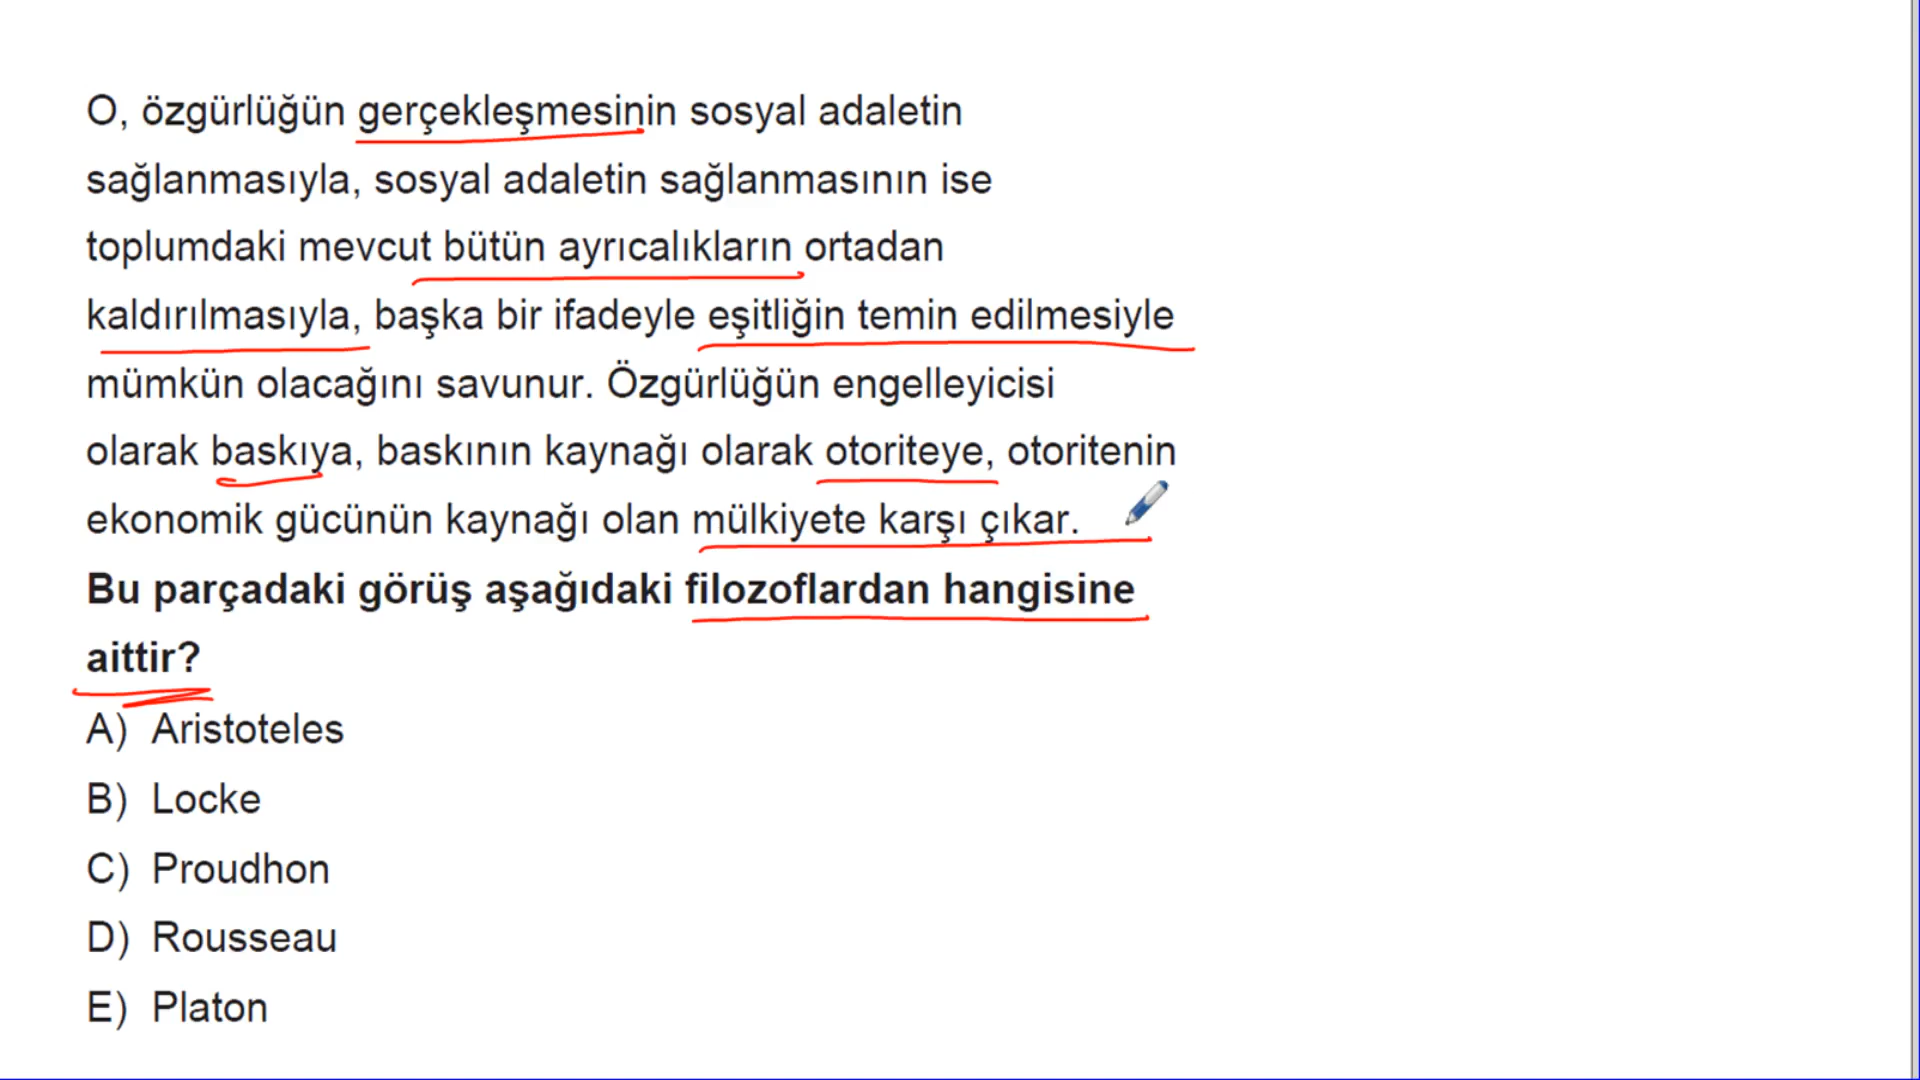 O, özgürlüğün gerçekleşmesinin sosyal adaletin
sağlanmasıyla, sosyal adaletin sağlanmasının ise
toplumdaki mevcut bütün ayrıcalıkların ortadan
kaldırılmasıyla, başka bir ifadeyle eşitliğin temin edilmesiyle
mümkün olacağını savunur. Özgürlüğün engelleyicisi
olarak baskıya, baskının kaynağı olarak otoriteye, otoritenin
ekonomik gücünün kaynağı olan mülkiyete karşı çıkar.
Bu parçadaki görüş aşağıdaki filozoflardan hangisine
aittir?
A) Aristoteles
B) Locke
C) Proudhon
D) Rousseau
E) Platon